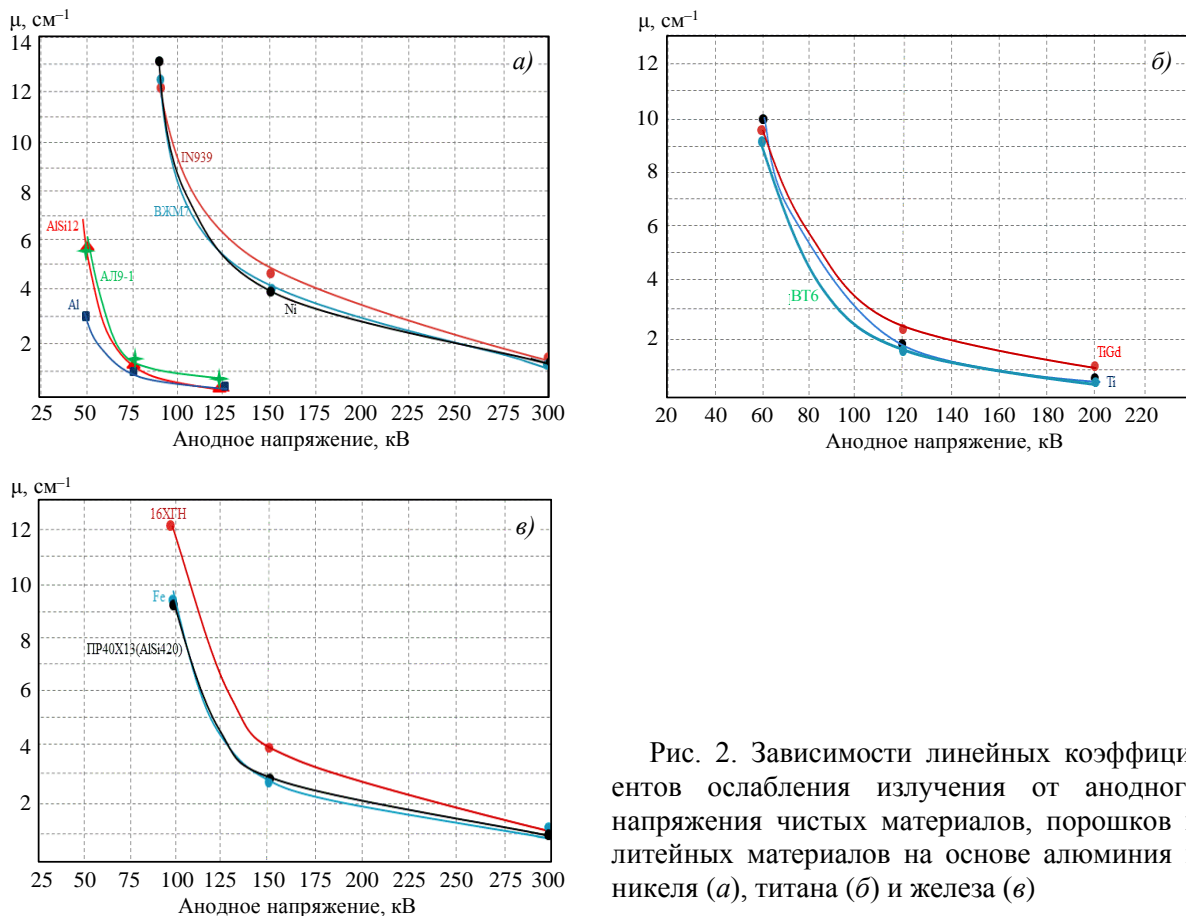 μ, см⁻¹
а)
14
12
10
8
6
4
2
IN939
ВЖМ7
AlSi12
АЛ9-1
Al
Ni
25 50 75 100 125 150 175 200 225 250 275 300
Анодное напряжение, кВ
μ, см⁻¹
б)
12
10
8
6
4
2
ВТ6
TiGd
Ti
20 40 60 80 100 120 140 160 180 200 220
Анодное напряжение, кВ
μ, см⁻¹
в)
12
10
8
6
4
2
16ХГН
Fe
ПР40Х13(AlSi420)
25 50 75 100 125 150 175 200 225 250 275 300
Анодное напряжение, кВ
Рис. 2. Зависимости линейных коэффици
ентов ослабления излучения от анодног
напряжения чистых материалов, порошков
литейных материалов на основе алюминия
никеля (а), титана (б) и железа (в)